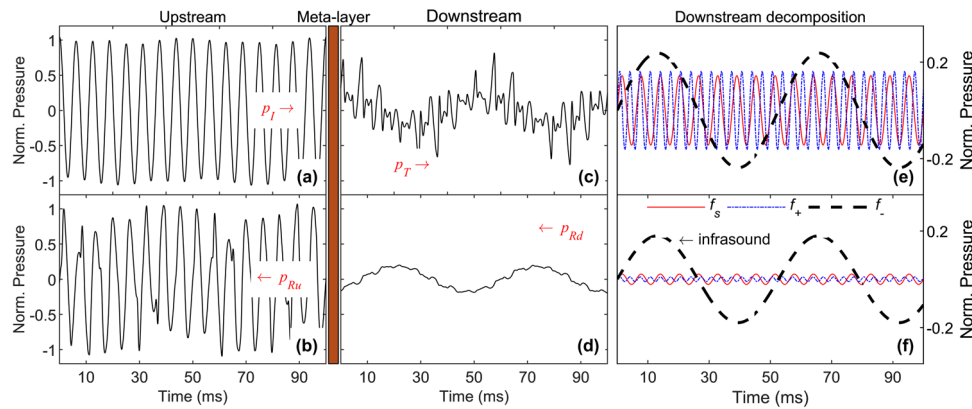 Upstream Meta-layer Downstream Downstream decomposition
Norm. Pressure
1
0.5
0
-0.5
-1
p_I →
(a)
p_T →
(c)
0.2
-0.2
Norm. Pressure
(e)
Norm. Pressure
1
0.5
0
-0.5
-1
← p_Ru
(b)
← p_Rd
(d)
f_s f_+ f_-
← infrasound
0.2
-0.2
Norm. Pressure
(f)
10 30 50 70 90
10 30 50 70 90
10 30 50 70 90
Time (ms) Time (ms) Time (ms)